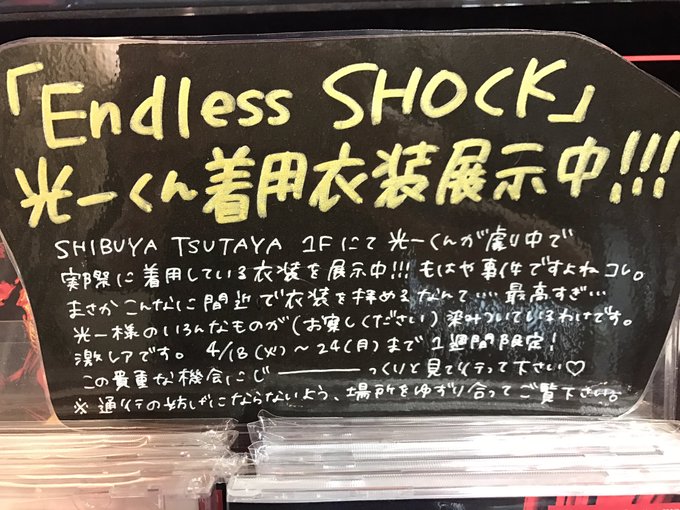 「Endless SHOCK」
光一くん着用衣装展示中!!!
SHIBUYA TSUTAYA 1Fにて光一くんが劇中で
実際に着用している衣装を展示中!!! もはや事件ですよねコレ。
まさかこんなに間近で衣装を拝めるなんて…. 最高すぎ…
光一様のいろんなものが(お察しください)染みついているわけです。
激レアです。 4/18(火)〜24(月)まで1週間限定!
この貴重な機会にじ———っくりと見て行って下さい♡
※通行の妨げにならないよう、場所をゆずり合ってご覧下さい。